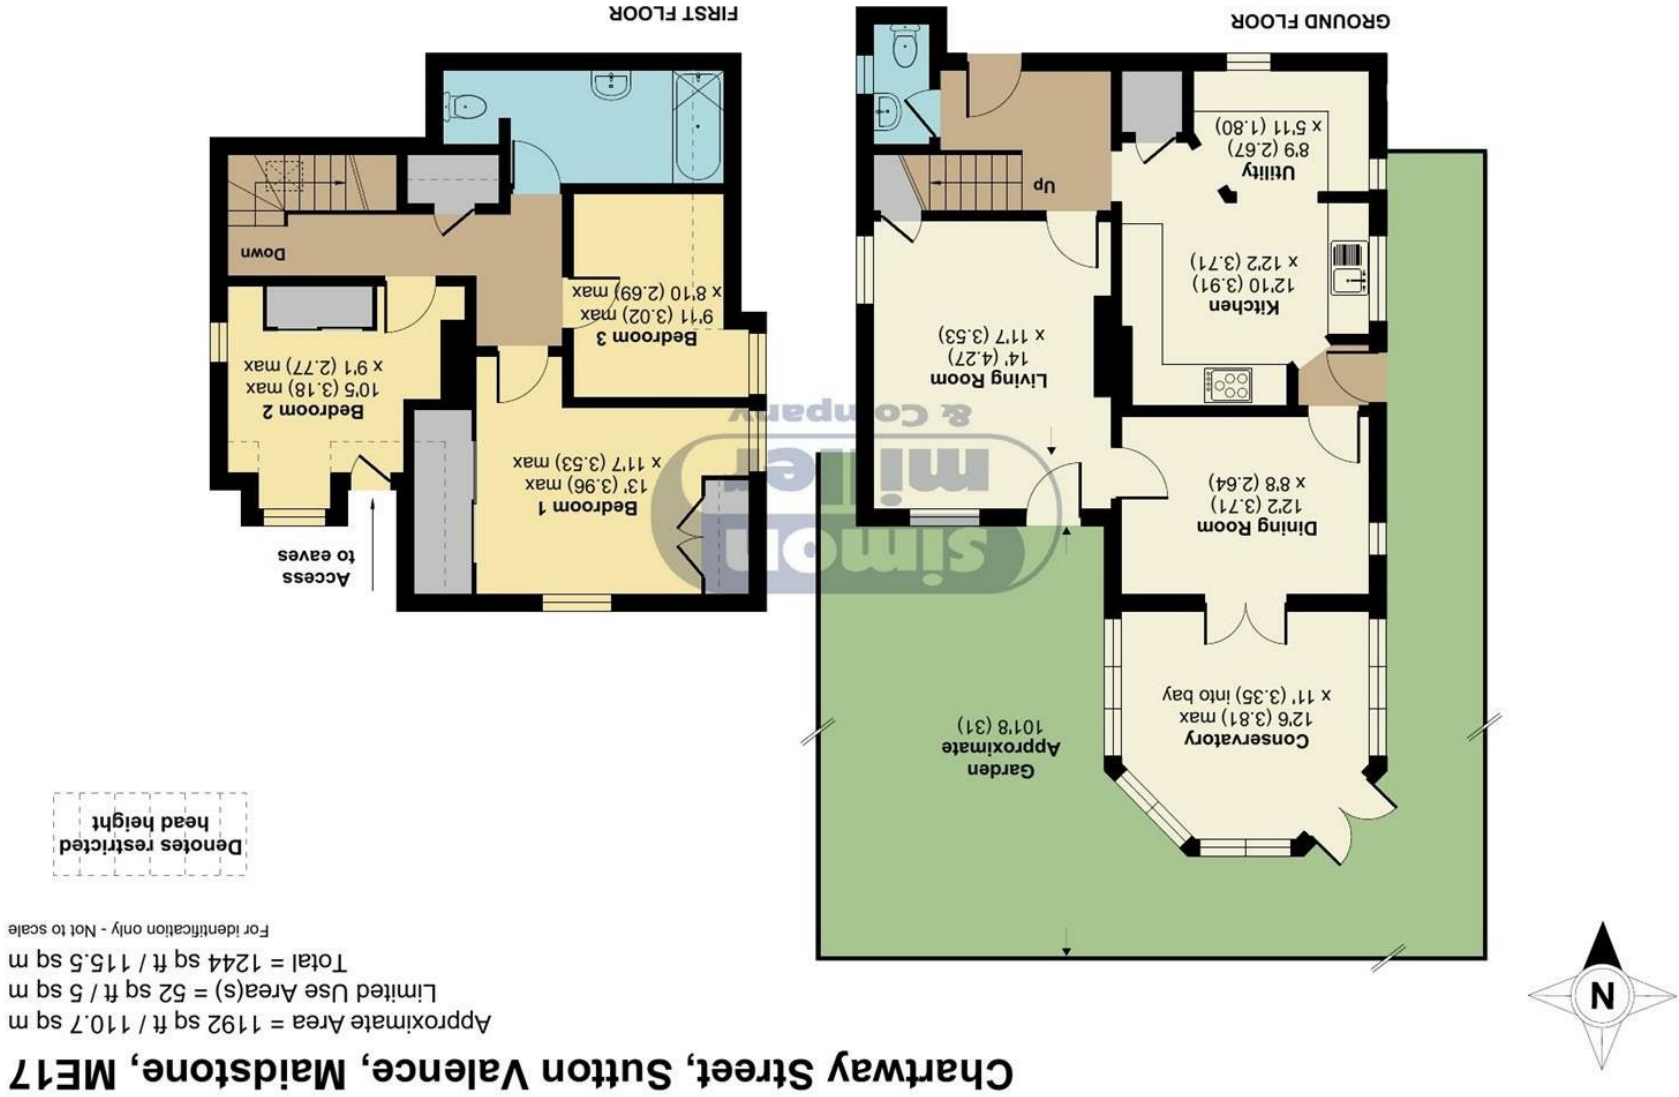 Chartway Street, Sutton Valence, Maidstone, ME17
Approximate Area = 1192 sq ft / 110.7 sq m
Limited Use Area(s) = 52 sq ft / 5 sq m
Total = 1244 sq ft / 115.5 sq m
For identification only - Not to scale
N
Denotes restricted
head height
Garden
Approximate
101'8 (31)
Conservatory
12'6 (3.81) max
x 11' (3.35) into bay
Dining Room
12'2 (3.71)
x 8'8 (2.64)
Living Room
14' (4.27)
x 11'7 (3.53)
Kitchen
12'10 (3.91)
x 12'2 (3.71)
Utility
8'9 (2.67)
x 5'11 (1.80)
Up
GROUND FLOOR
Access
to eaves
Bedroom 1
13' (3.96) max
x 11'7 (3.53) max
Bedroom 2
10'5 (3.18) max
x 9'1 (2.77) max
Bedroom 3
9'11 (3.02) max
x 8'10 (2.69) max
Down
FIRST FLOOR
simon
miller
& Company